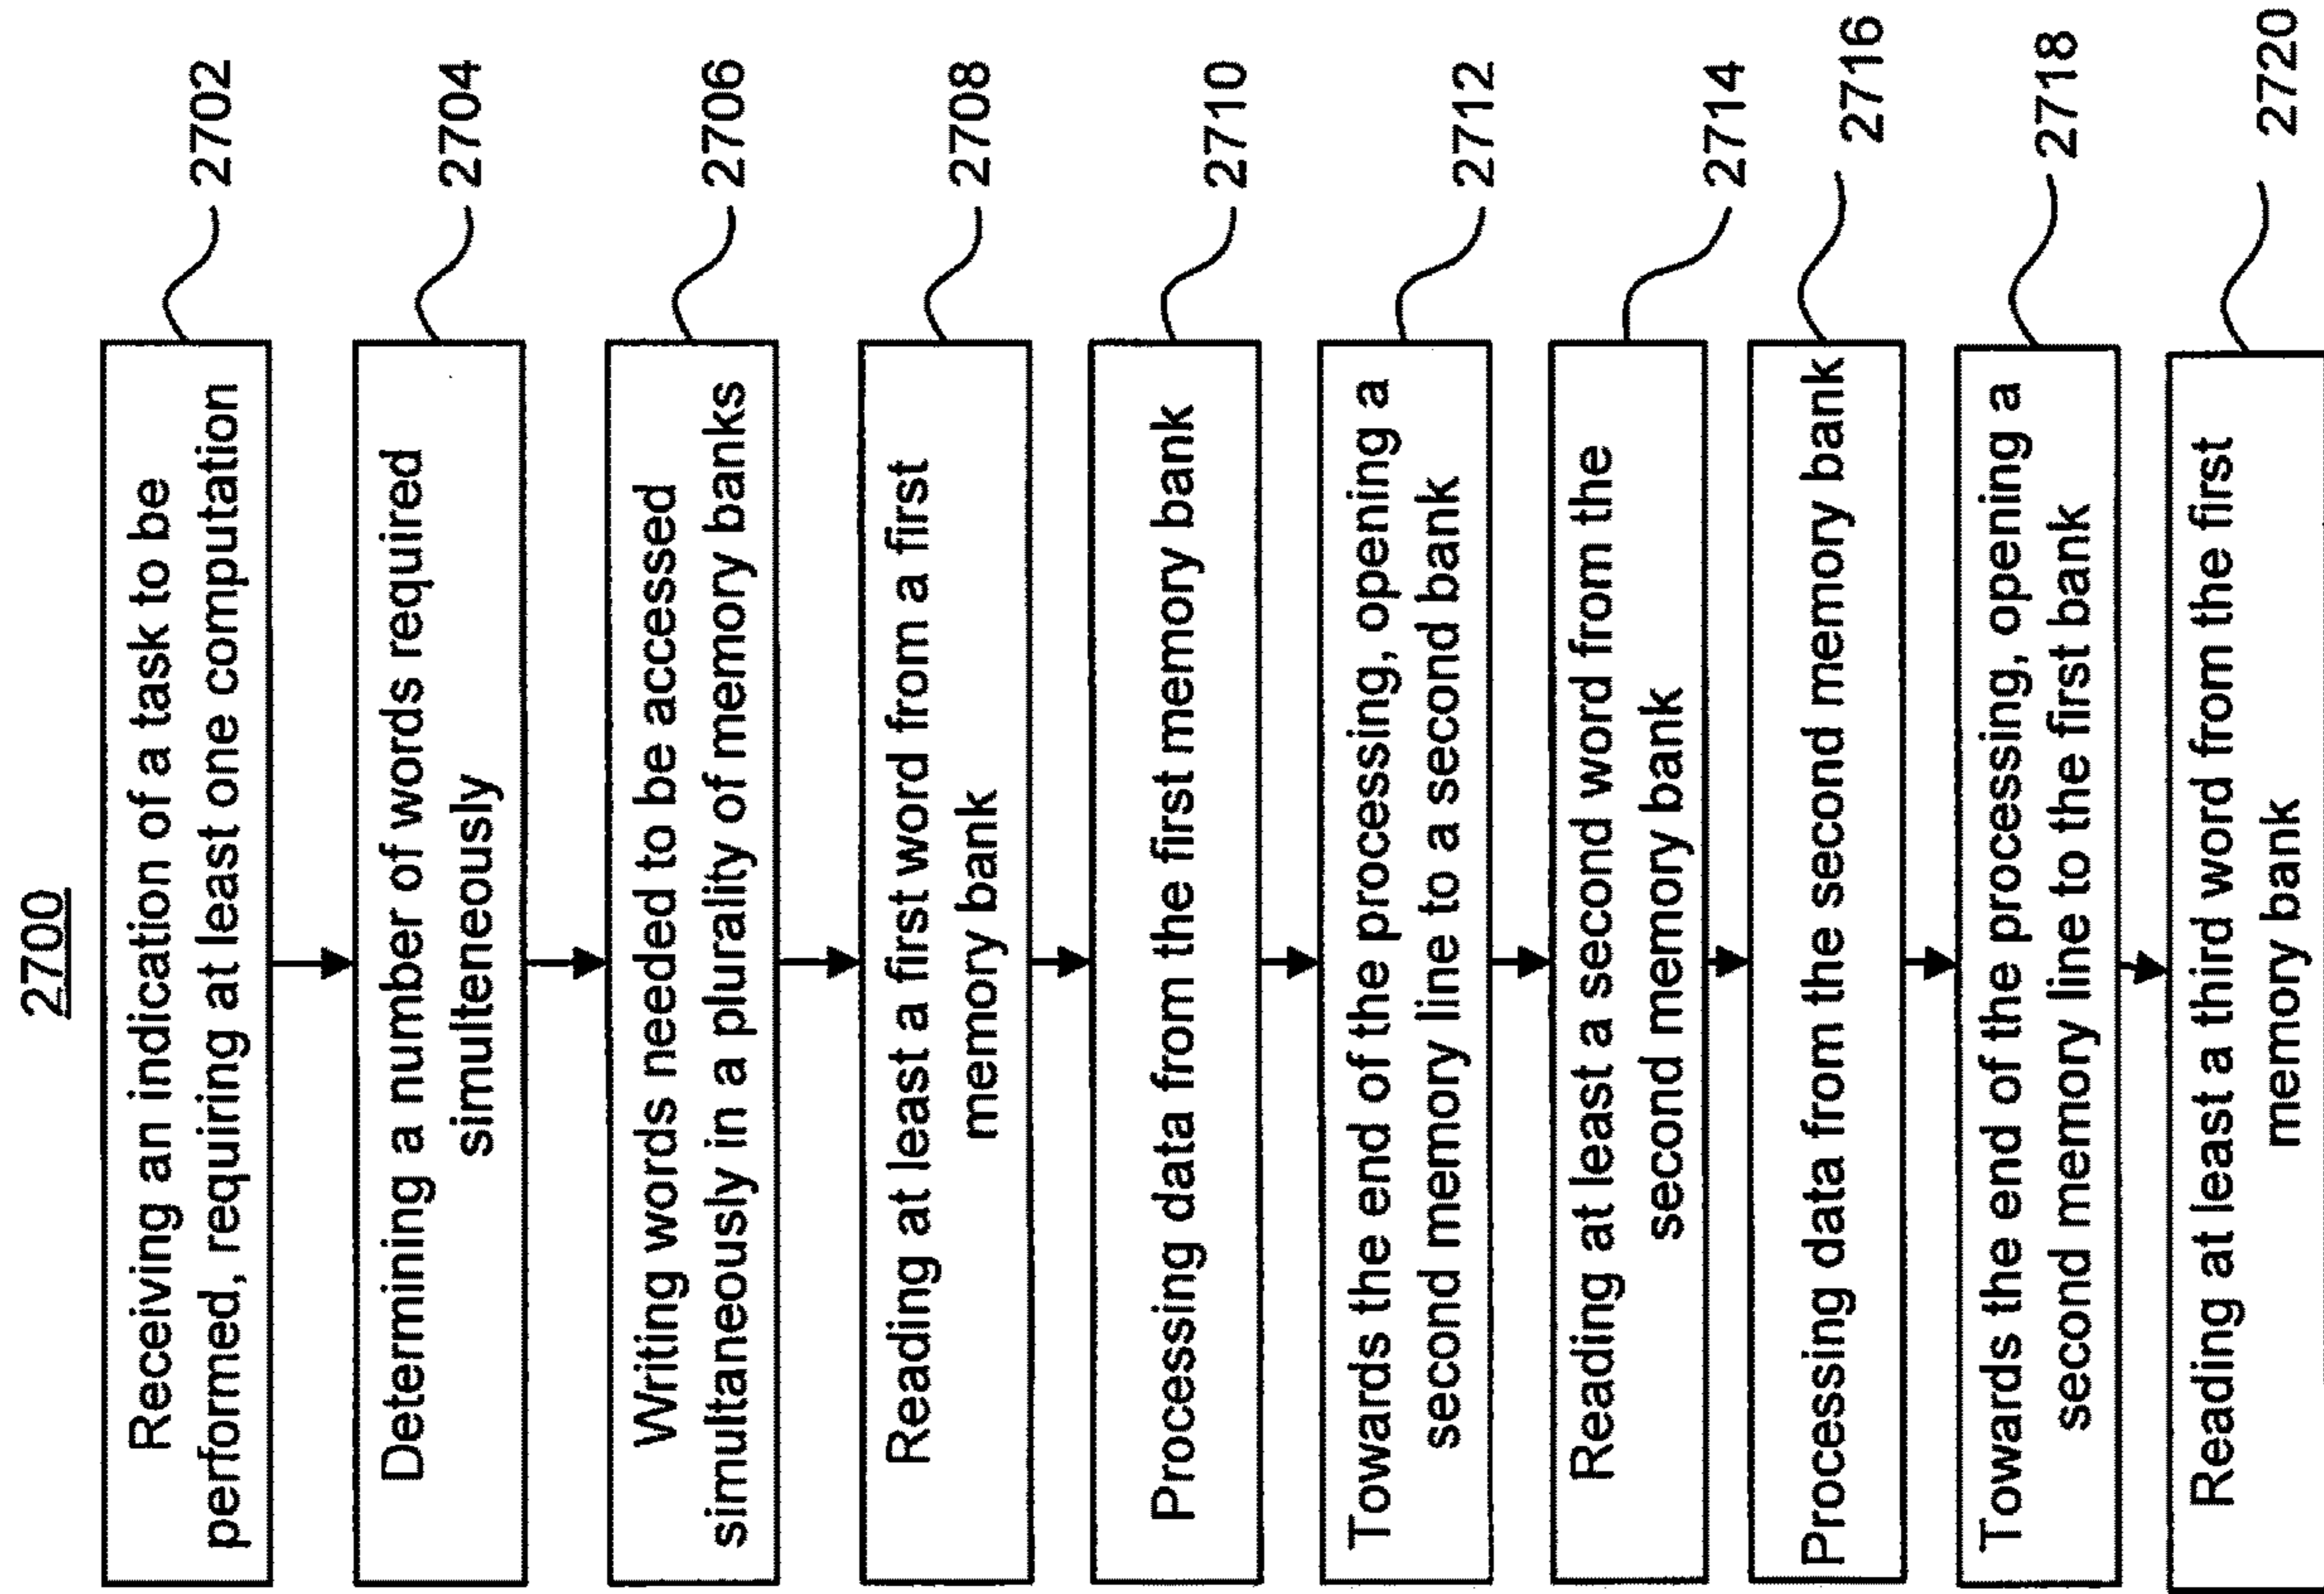 2700
Receiving an indication of a task to be
performed, requiring at least one computation
2702
Determining a number of words required
simulteneously
2704
Writing words needed to be accessed
simultaneously in a plurality of memory banks
2706
Reading at least a first word from a first
memory bank
2708
Processing data from the first memory bank
2710
Towards the end of the processing, opening a
second memory line to a second bank
2712
Reading at least a second word from the
second memory bank
2714
Processing data from the second memory bank
2716
Towards the end of the processing, opening a
second memory line to the first bank
2718
Reading at least a third word from the first
memory bank
2720